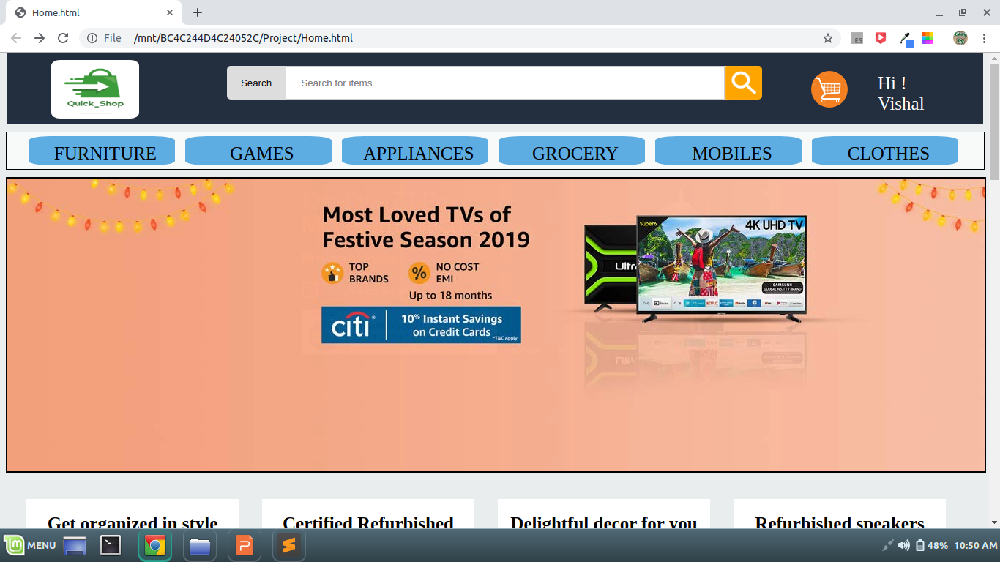 Home.html
File | /mnt/BC4C244D4C24052C/Project/Home.html
ES
Quick_Shop
Search
Search for items
Hi !
Vishal
FURNITURE GAMES APPLIANCES GROCERY MOBILES CLOTHES
Most Loved TVs of
Festive Season 2019
TOP
BRANDS
NO COST
EMI
Up to 18 months
citi
10% Instant Savings
on Credit Cards
*T&C Apply
Ultra
Super6
4K UHD TV
SAMSUNG
GLOBAL No. 1 TV BRAND
NETFLIX
Get organized in style
Certified Refurbished
Delightful decor for you
Refurbished speakers
MENU
48%
10:50 AM